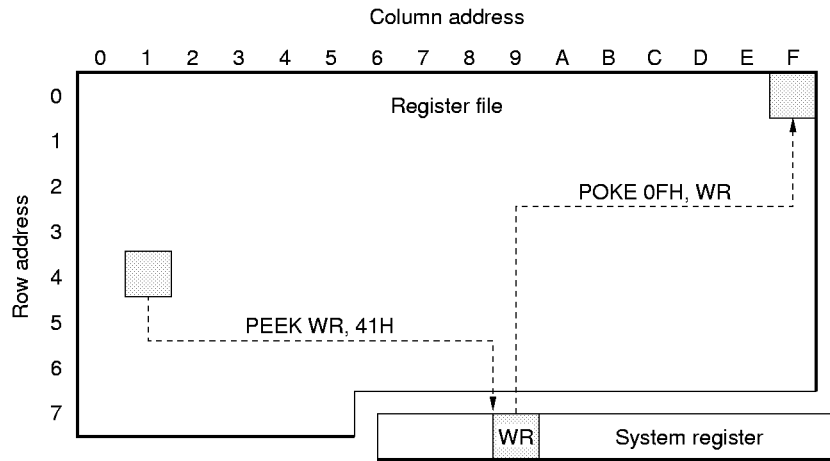 Column address
0 1 2 3 4 5 6 7 8 9 A B C D E F
0
Register file
1
Row address
2
POKE 0FH, WR
3
4
5
PEEK WR, 41H
6
7
WR
System register